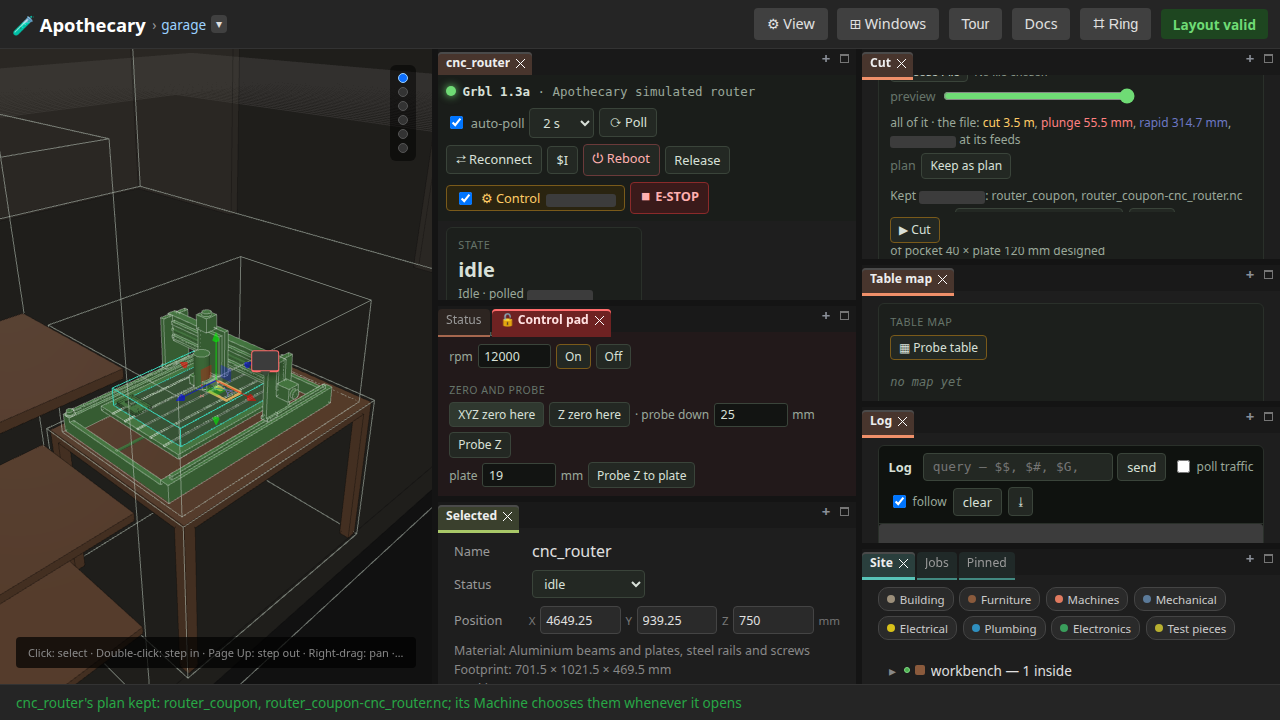 Apothecary › garage ▾
⚙ View
⊞ Windows
Tour
Docs
⌗ Ring
Layout valid
Click: select · Double-click: step in · Page Up: step out · Right-drag: pan ·...
cnc_router
Grbl 1.3a · Apothecary simulated router
auto-poll 2 s ⟳ Poll
⇄ Reconnect $I ⏻ Reboot Release
⚙ Control ■ E-STOP
STATE
idle
Idle · polled
Status 🔓 Control pad
rpm 12000 On Off
ZERO AND PROBE
XYZ zero here Z zero here · probe down 25 mm
Probe Z
plate 19 mm Probe Z to plate
Selected
Name cnc_router
Status idle
Position X 4649.25 Y 939.25 Z 750 mm
Material: Aluminium beams and plates, steel rails and screws
Footprint: 701.5 × 1021.5 × 469.5 mm
Cut
preview
all of it · the file: cut 3.5 m, plunge 55.5 mm, rapid 314.7 mm,
at its feeds
plan Keep as plan
Kept : router_coupon, router_coupon-cnc_router.nc
▶ Cut
of pocket 40 × plate 120 mm designed
Table map
TABLE MAP
▦ Probe table
no map yet
Log
Log query — $$, $#, $G, send poll traffic
follow clear ⭳
Site Jobs Pinned
Building Furniture Machines Mechanical
Electrical Plumbing Electronics Test pieces
▸ workbench — 1 inside
cnc_router's plan kept: router_coupon, router_coupon-cnc_router.nc; its Machine chooses them whenever it opens